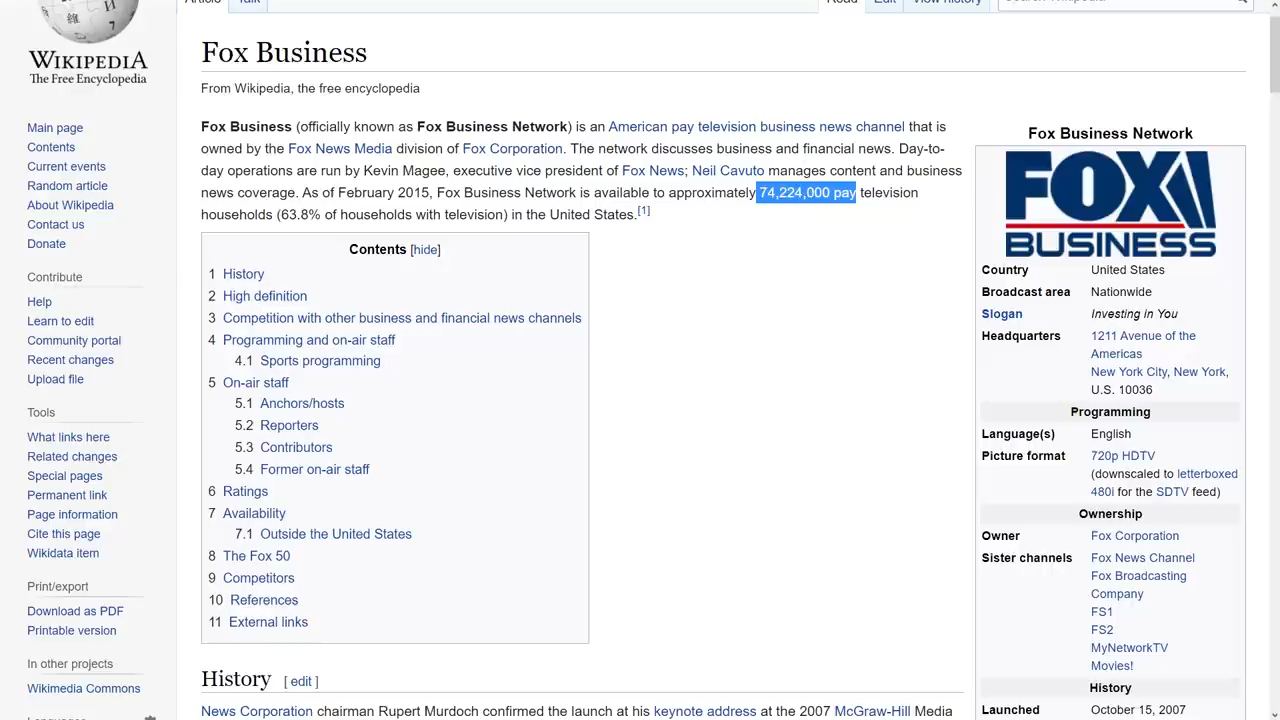 Article
Talk
Read
Edit
View history
Search Wikipedia
WIKIPEDIA
The Free Encyclopedia
Main page
Contents
Current events
Random article
About Wikipedia
Contact us
Donate
Contribute
Help
Learn to edit
Community portal
Recent changes
Upload file
Tools
What links here
Related changes
Special pages
Permanent link
Page information
Cite this page
Wikidata item
Print/export
Download as PDF
Printable version
In other projects
Wikimedia Commons
Languages
Fox Business
From Wikipedia, the free encyclopedia
Fox Business (officially known as Fox Business Network) is an American pay television business news channel that is
owned by the Fox News Media division of Fox Corporation. The network discusses business and financial news. Day-to-
day operations are run by Kevin Magee, executive vice president of Fox News; Neil Cavuto manages content and business
news coverage. As of February 2015, Fox Business Network is available to approximately 74,224,000 pay television
households (63.8% of households with television) in the United States.[1]
Contents [hide]
1 History
2 High definition
3 Competition with other business and financial news channels
4 Programming and on-air staff
4.1 Sports programming
5 On-air staff
5.1 Anchors/hosts
5.2 Reporters
5.3 Contributors
5.4 Former on-air staff
6 Ratings
7 Availability
7.1 Outside the United States
8 The Fox 50
9 Competitors
10 References
11 External links
History [ edit ]
News Corporation chairman Rupert Murdoch confirmed the launch at his keynote address at the 2007 McGraw-Hill Media
Fox Business Network
FOX
BUSINESS
Country United States
Broadcast area Nationwide
Slogan Investing in You
Headquarters 1211 Avenue of the
Americas
New York City, New York,
U.S. 10036
Programming
Language(s) English
Picture format 720p HDTV
(downscaled to letterboxed
480i for the SDTV feed)
Ownership
Owner Fox Corporation
Sister channels Fox News Channel
Fox Broadcasting
Company
FS1
FS2
MyNetworkTV
Movies!
History
Launched October 15, 2007